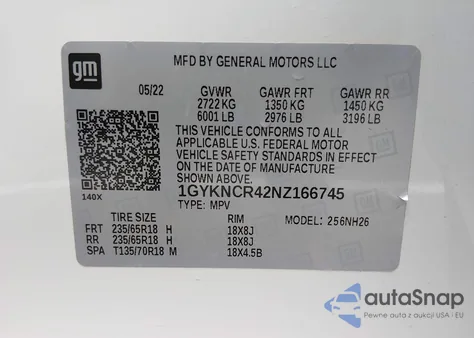 gm
MFD BY GENERAL MOTORS LLC
05/22 GVWR GAWR FRT GAWR RR
2722 KG 1350 KG 1450 KG
6001 LB 2976 LB 3196 LB
THIS VEHICLE CONFORMS TO ALL
APPLICABLE U.S. FEDERAL MOTOR
VEHICLE SAFETY STANDARDS IN EFFECT
ON THE DATE OF MANUFACTURE
SHOWN ABOVE.
140X
1GYKNCR42NZ166745
TYPE: MPV
TIRE SIZE RIM MODEL: 256NH26
FRT 235/65R18 H 18X8J
RR 235/65R18 H 18X8J
SPA T135/70R18 M 18X4.5B
autoSnap
Pewne auta z USA i EU